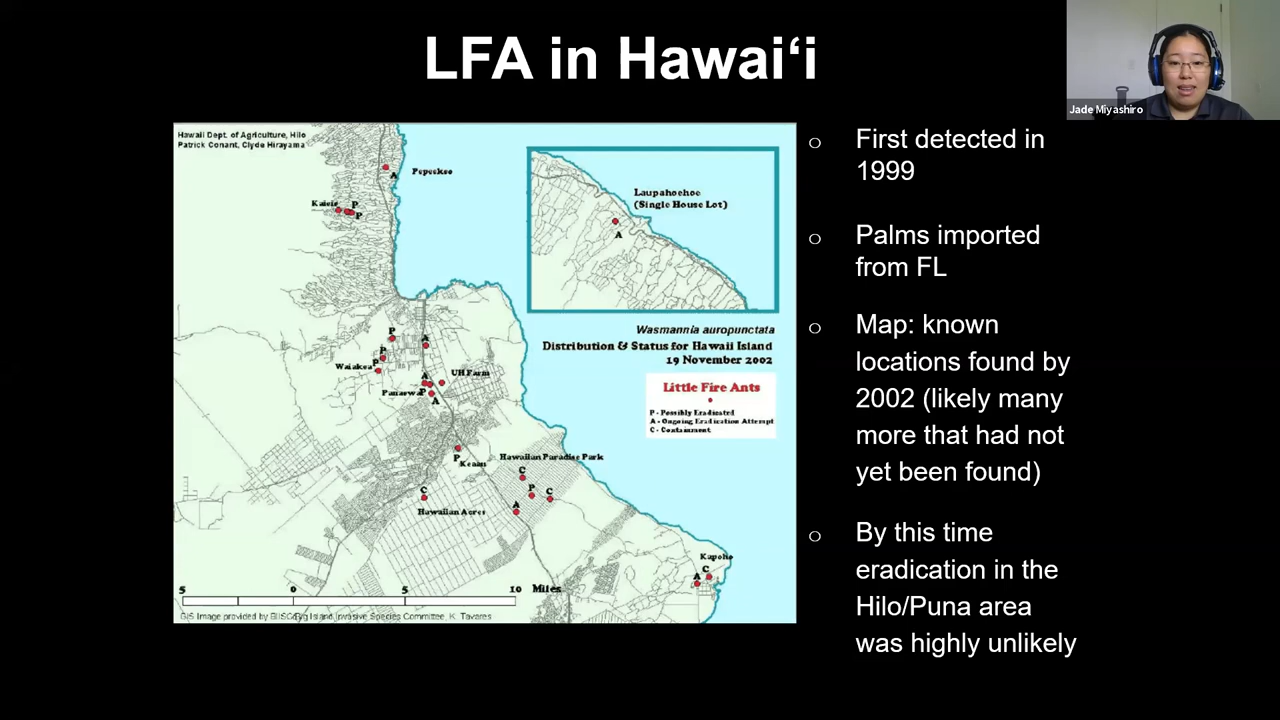 LFA in Hawai‘i
Jade Miyashiro
Hawaii Dept. of Agriculture, Hilo
Patrick Conant, Clyde Hirayama
A
Pepeekeo
Kaieie
P
P
Laupahoehoe
(Single House Lot)
A
Wasmannia auropunctata
Distribution & Status for Hawaii Island
19 November 2002
Little Fire Ants
P - Possibly Eradicated
A - Ongoing Eradication Attempt
C - Containment
P
A
P
P
Waiakea
A
UH Farm
Panaewa
P
A
P
Keaau
Hawaiian Paradise Park
C
P
C
C
A
Hawaiian Acres
Kapoho
C
A
5 0 5 10 Miles
GIS Image provided by BIISC/Big Island Invasive Species Committee, K. Tavares
o First detected in
1999
o Palms imported
from FL
o Map: known
locations found by
2002 (likely many
more that had not
yet been found)
o By this time
eradication in the
Hilo/Puna area
was highly unlikely